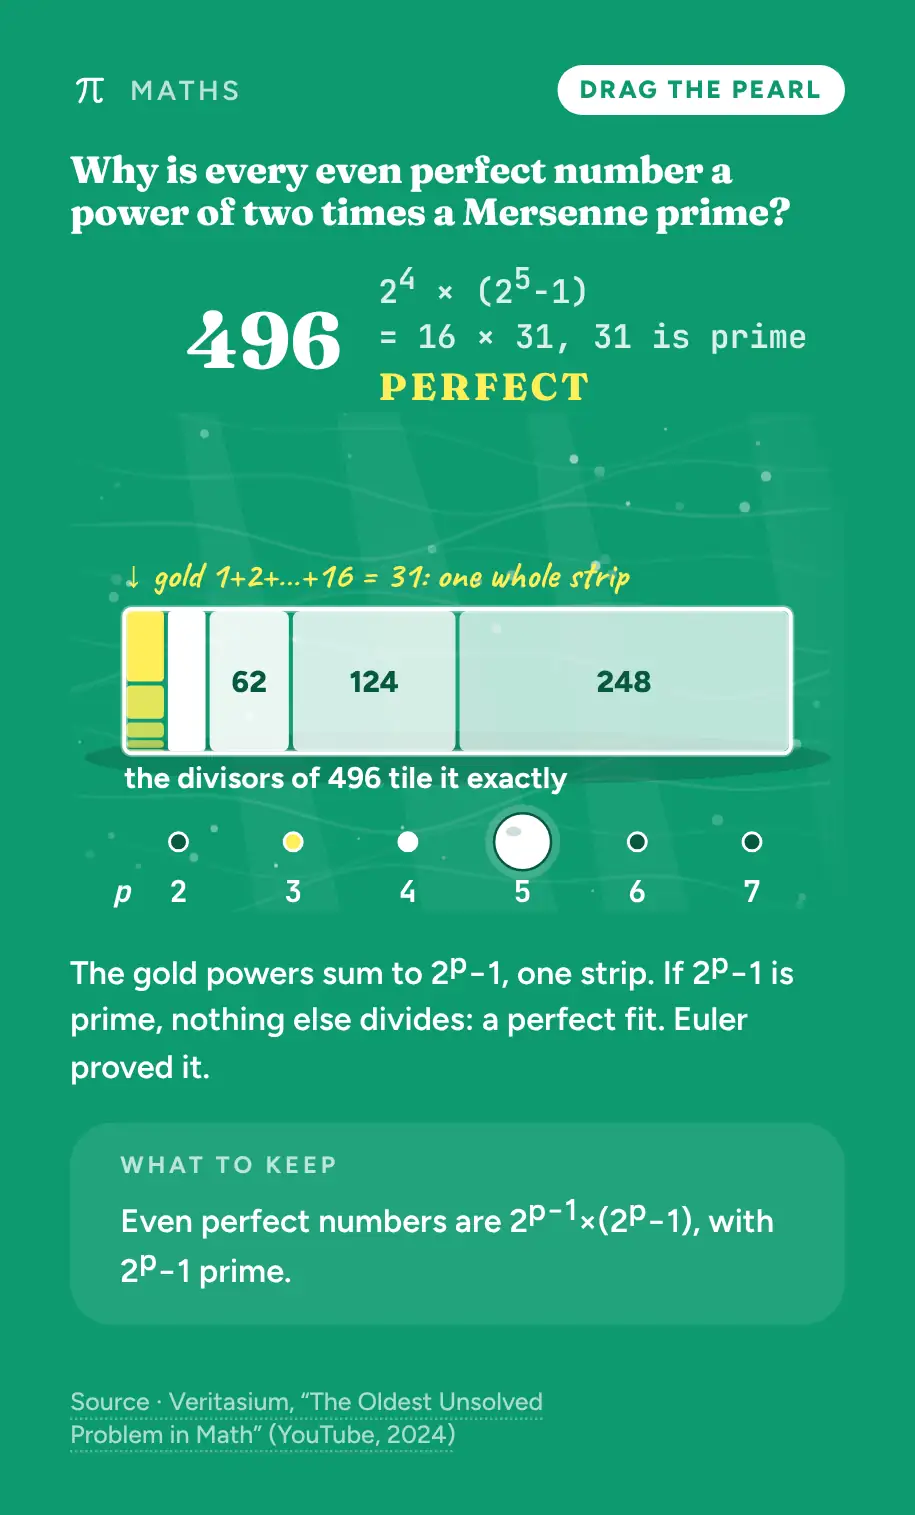 π MATHS
DRAG THE PEARL
Why is every even perfect number a
power of two times a Mersenne prime?
496
2⁴ × (2⁵-1)
= 16 × 31, 31 is prime
PERFECT
↓ gold 1+2+...+16 = 31: one whole strip
62 124 248
the divisors of 496 tile it exactly
p 2 3 4 5 6 7
The gold powers sum to 2ᵖ−1, one strip. If 2ᵖ−1 is
prime, nothing else divides: a perfect fit. Euler
proved it.
WHAT TO KEEP
Even perfect numbers are 2ᵖ⁻¹×(2ᵖ−1), with
2ᵖ−1 prime.
Source · Veritasium, “The Oldest Unsolved
Problem in Math” (YouTube, 2024)